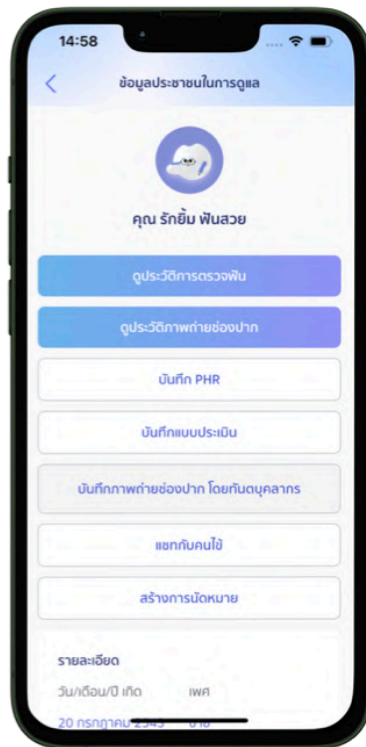 14:58
ข้อมูลประชาชนในการดูแล
คุณ รักยิ้ม ฟันสวย
ดูประวัติการตรวจฟัน
ดูประวัติภาพถ่ายช่องปาก
บันทึก PHR
บันทึกแบบประเมิน
บันทึกภาพถ่ายช่องปาก โดยทันตบุคลากร
แชทกับคนไข้
สร้างการนัดหมาย
รายละเอียด
วัน/เดือน/ปี เกิด เพศ
20 กรกฎาคม